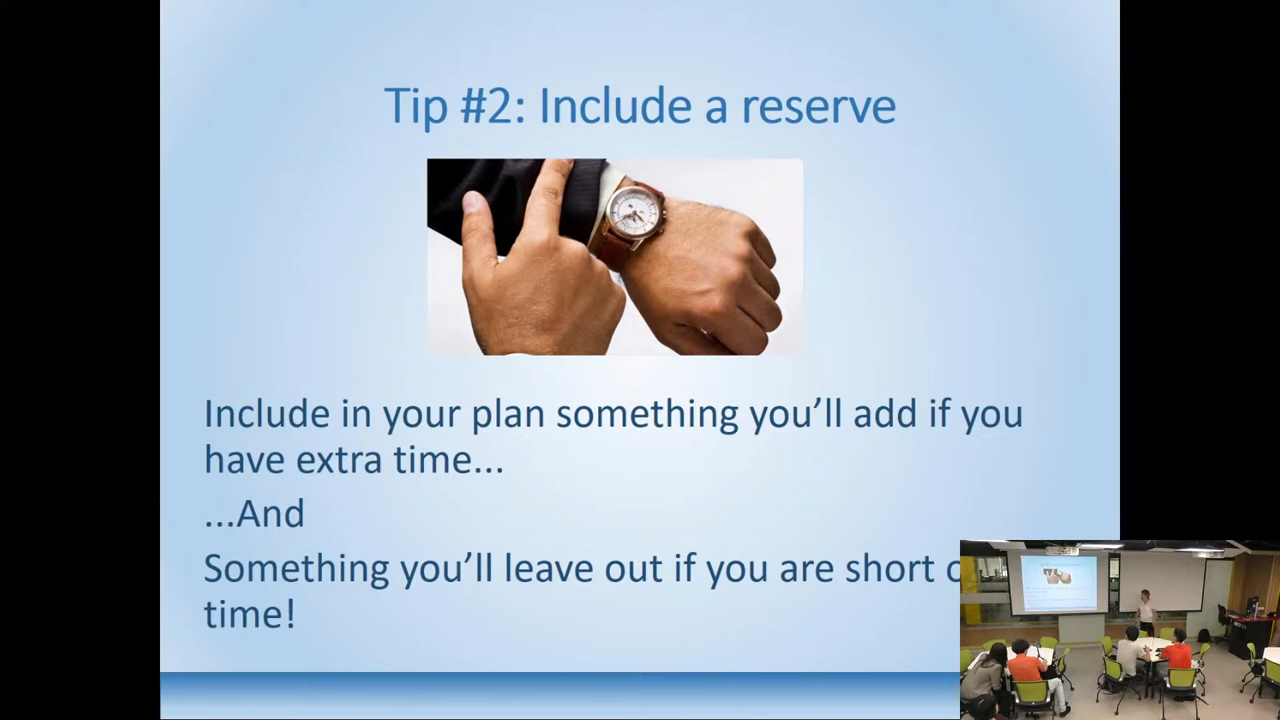 Tip #2: Include a reserve
Include in your plan something you’ll add if you
have extra time...
...And
Something you’ll leave out if you are short
time!